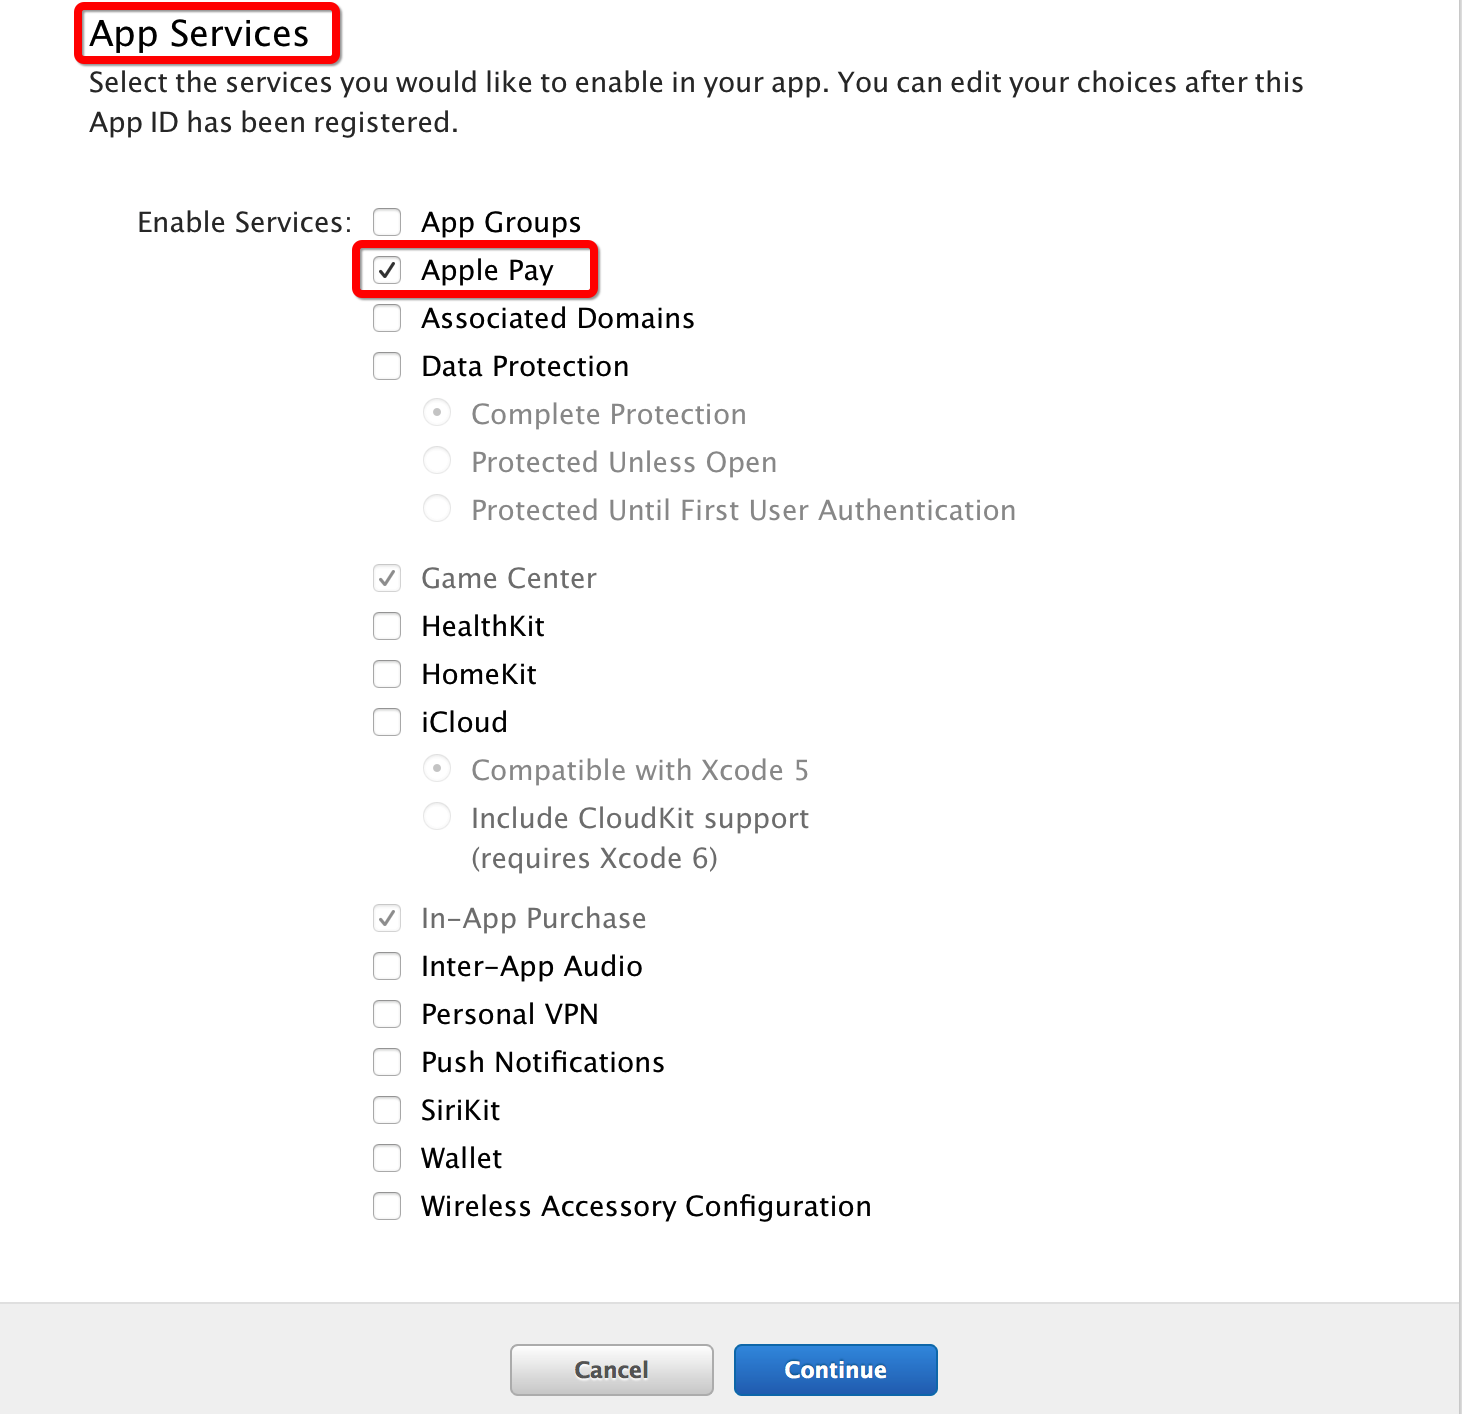 App Services
Select the services you would like to enable in your app. You can edit your choices after this
App ID has been registered.
Enable Services:
App Groups
Apple Pay
Associated Domains
Data Protection
Complete Protection
Protected Unless Open
Protected Until First User Authentication
Game Center
HealthKit
HomeKit
iCloud
Compatible with Xcode 5
Include CloudKit support
(requires Xcode 6)
In-App Purchase
Inter-App Audio
Personal VPN
Push Notifications
SiriKit
Wallet
Wireless Accessory Configuration
Cancel
Continue